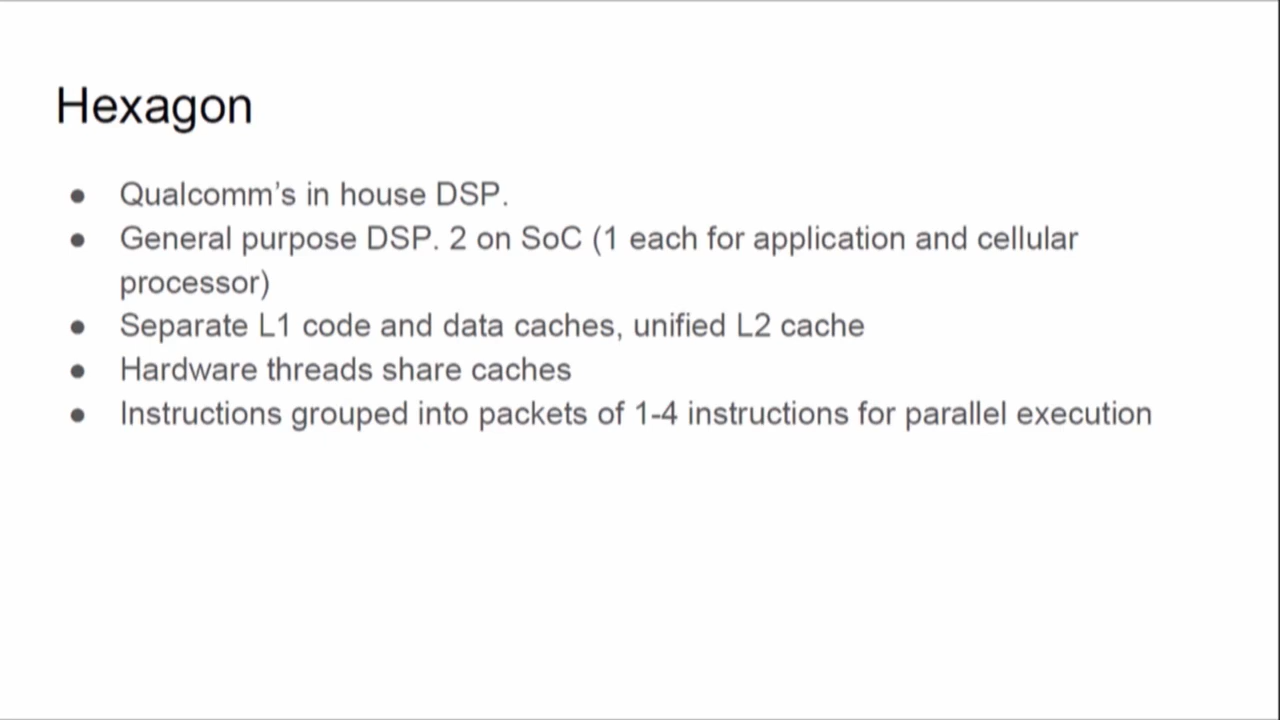 Hexagon
● Qualcomm's in house DSP.
● General purpose DSP. 2 on SoC (1 each for application and cellular
processor)
● Separate L1 code and data caches, unified L2 cache
● Hardware threads share caches
● Instructions grouped into packets of 1-4 instructions for parallel execution